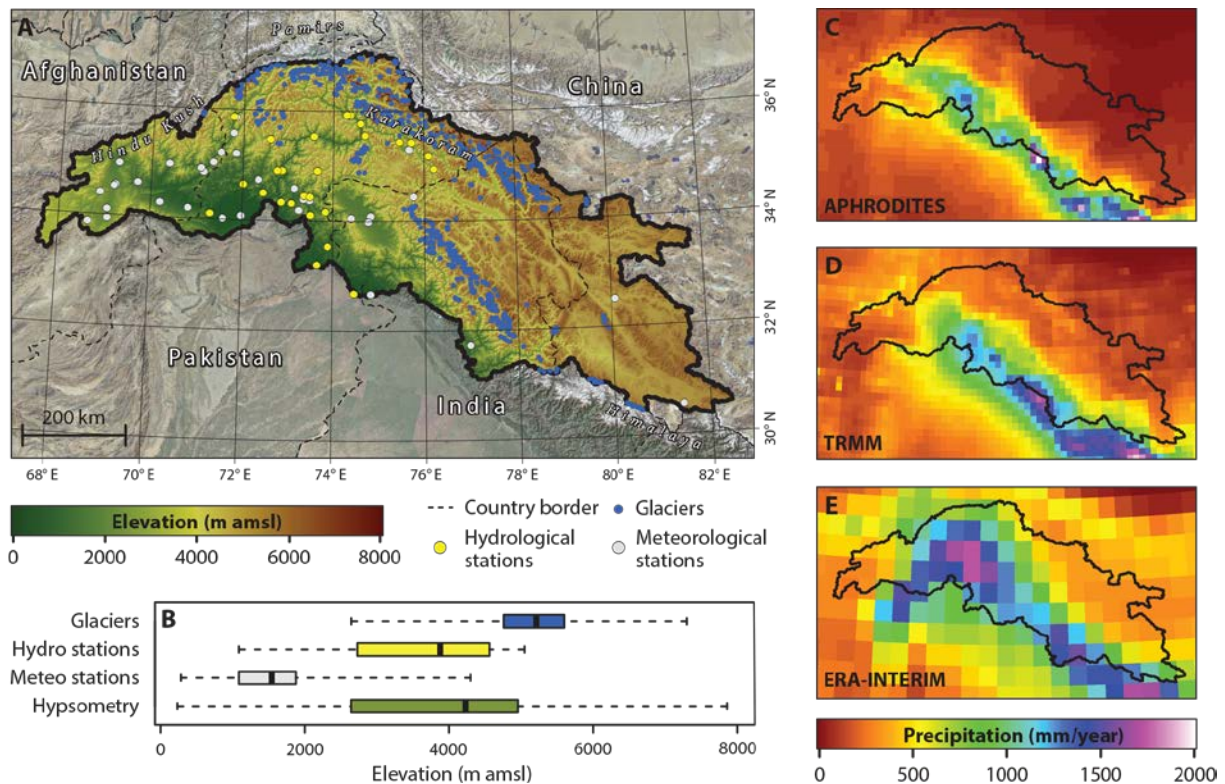 A
Pamirs
Afghanistan
China
Hindu Kush
Karakoram
36° N
34° N
32° N
30° N
Pakistan
India
Himalaya
200 km
68° E
70° E
72° E
74° E
76° E
78° E
80° E
82° E
Elevation (m amsl)
0
2000
4000
6000
8000
Country border
Glaciers
Hydrological
stations
Meteorological
stations
B
Glaciers
Hydro stations
Meteo stations
Hypsometry
0
2000
4000
6000
8000
Elevation (m amsl)
C
APHRODITES
D
TRMM
E
ERA-INTERIM
Precipitation (mm/year)
0
500
1000
1500
2000